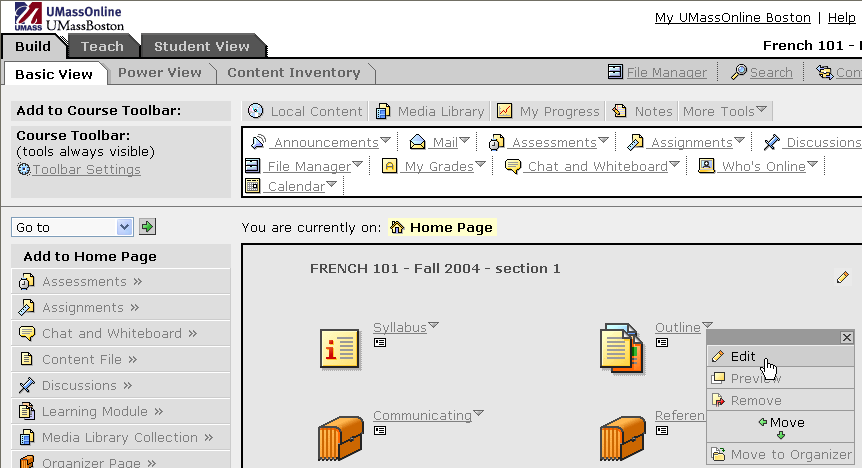 UMassOnline
UMASS UMassBoston
My UMassOnline Boston | Help
Build Teach Student View
French 101 -
Basic View Power View Content Inventory
File Manager Search
Add to Course Toolbar:
Local Content Media Library My Progress Notes More Tools
Course Toolbar:
(tools always visible)
Toolbar Settings
Announcements Mail Assessments Assignments Discussions
File Manager My Grades Chat and Whiteboard Who's Online
Calendar
Go to
You are currently on: Home Page
Add to Home Page
Assessments »
Assignments »
Chat and Whiteboard »
Content File »
Discussions »
Learning Module »
Media Library Collection »
Organizer Page »
FRENCH 101 - Fall 2004 - section 1
Syllabus
Outline
Communicating
Referen
Edit
Preview
Remove
Move
Move to Organizer